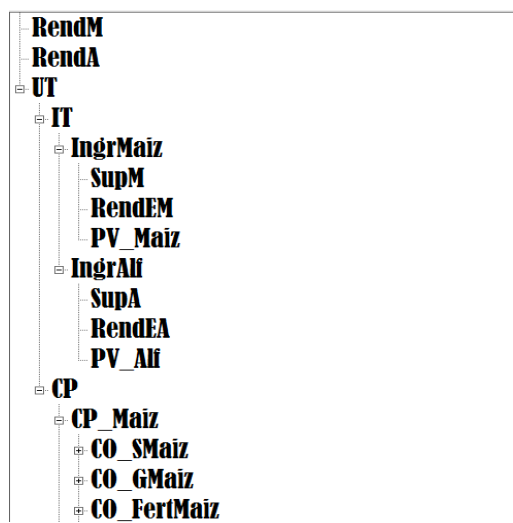 RendM
RendA
UT
IT
IngrMaiz
SupM
RendEM
PV_Maiz
IngrAlf
SupA
RendEA
PV_Alf
CP
CP_Maiz
CO_SMaiz
CO_GMaiz
CO_FertMaiz